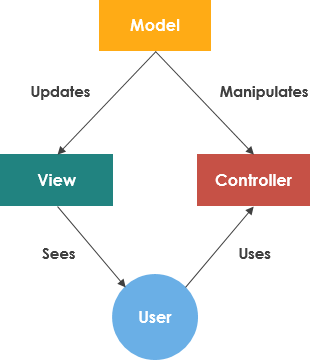 Model
Updates
Manipulates
View
Controller
Sees
Uses
User